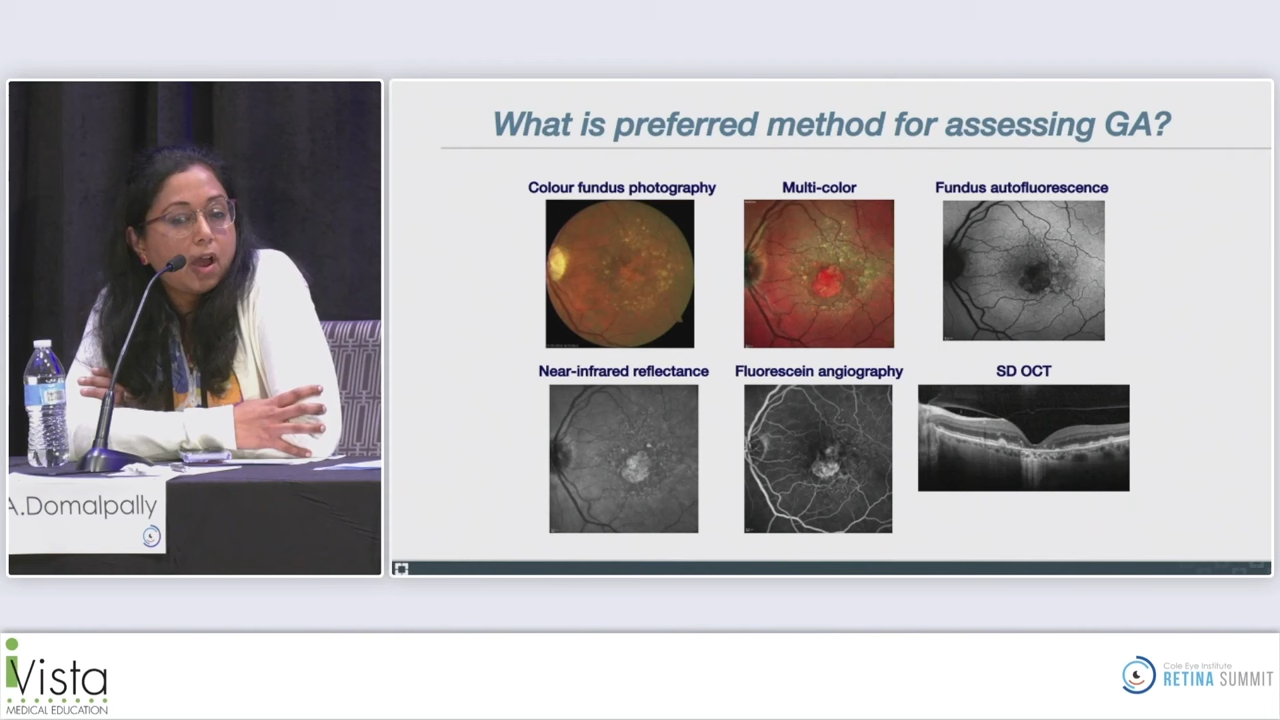 What is preferred method for assessing GA?
Colour fundus photography
Multi-color
Fundus autofluorescence
Near-infrared reflectance
Fluorescein angiography
SD OCT
A.Domalpally
iVista
MEDICAL EDUCATION
Cole Eye Institute
RETINA SUMMIT